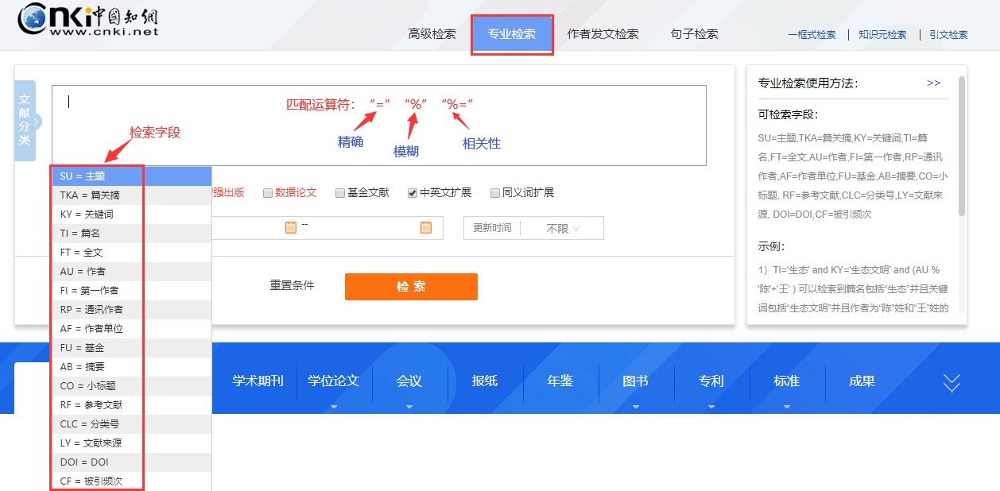 cnki中国知网
www.cnki.net
高级检索 专业检索 作者发文检索 句子检索 一框式检索 | 知识元检索 | 引文检索
文献分类
匹配运算符： “=” “%” “%=”
精确 模糊 相关性
检索字段
SU = 主题
TKA = 篇关摘
KY = 关键词
TI = 篇名
FT = 全文
AU = 作者
FI = 第一作者
RP = 通讯作者
AF = 作者单位
FU = 基金
AB = 摘要
CO = 小标题
RF = 参考文献
CLC = 分类号
LY = 文献来源
DOI = DOI
CF = 被引频次
强出版 数据论文 基金文献 中英文扩展 同义词扩展
-- 更新时间 不限
重置条件 检 索
专业检索使用方法： >>
可检索字段：
SU=主题,TKA=篇关摘,KY=关键词,TI=篇
名,FT=全文,AU=作者,FI=第一作者,RP=通讯
作者,AF=作者单位,FU=基金,AB=摘要,CO=小
标题, RF=参考文献,CLC=分类号,LY=文献来
源, DOI=DOI,CF=被引频次
示例：
1）TI='生态' and KY='生态文明' and (AU %
'陈'+'王' ) 可以检索到篇名包括“生态”并且关键
词包括“生态文明”并且作者为“陈”姓和“王”姓的
学术期刊 学位论文 会议 报纸 年鉴 图书 专利 标准 成果